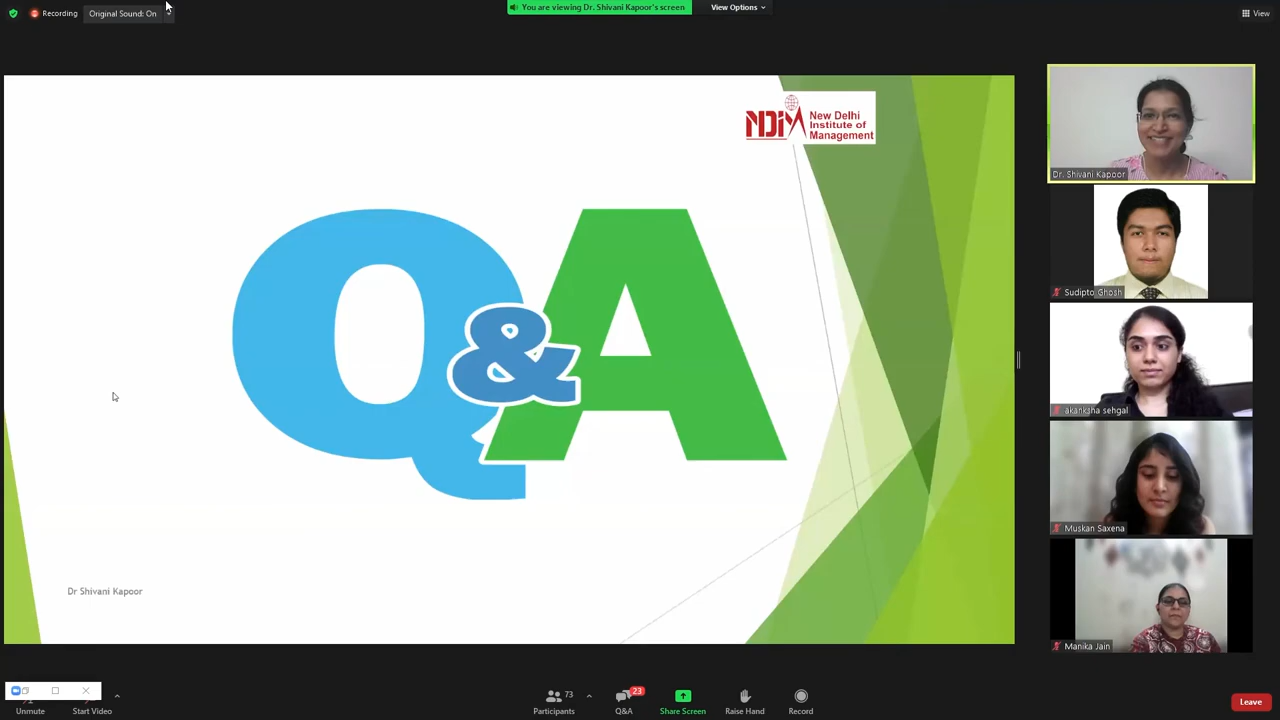 Recording
Original Sound: On
You are viewing Dr. Shivani Kapoor's screen
View Options
View
NDIM
New Delhi
Institute of
Management
Q&A
Dr Shivani Kapoor
Dr. Shivani Kapoor
Sudipto Ghosh
akanksha sehgal
Muskan Saxena
Manika Jain
Unmute
Start Video
73
Participants
23
Q&A
Share Screen
Raise Hand
Record
Leave